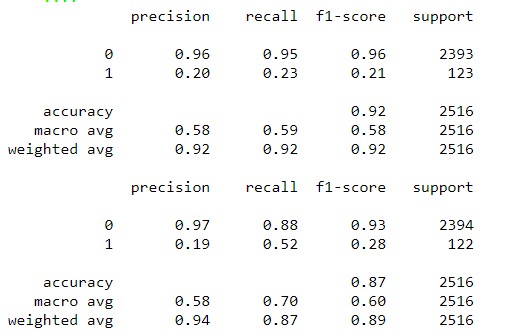 precision recall f1-score support
0 0.96 0.95 0.96 2393
1 0.20 0.23 0.21 123
accuracy 0.92 2516
macro avg 0.58 0.59 0.58 2516
weighted avg 0.92 0.92 0.92 2516
precision recall f1-score support
0 0.97 0.88 0.93 2394
1 0.19 0.52 0.28 122
accuracy 0.87 2516
macro avg 0.58 0.70 0.60 2516
weighted avg 0.94 0.87 0.89 2516